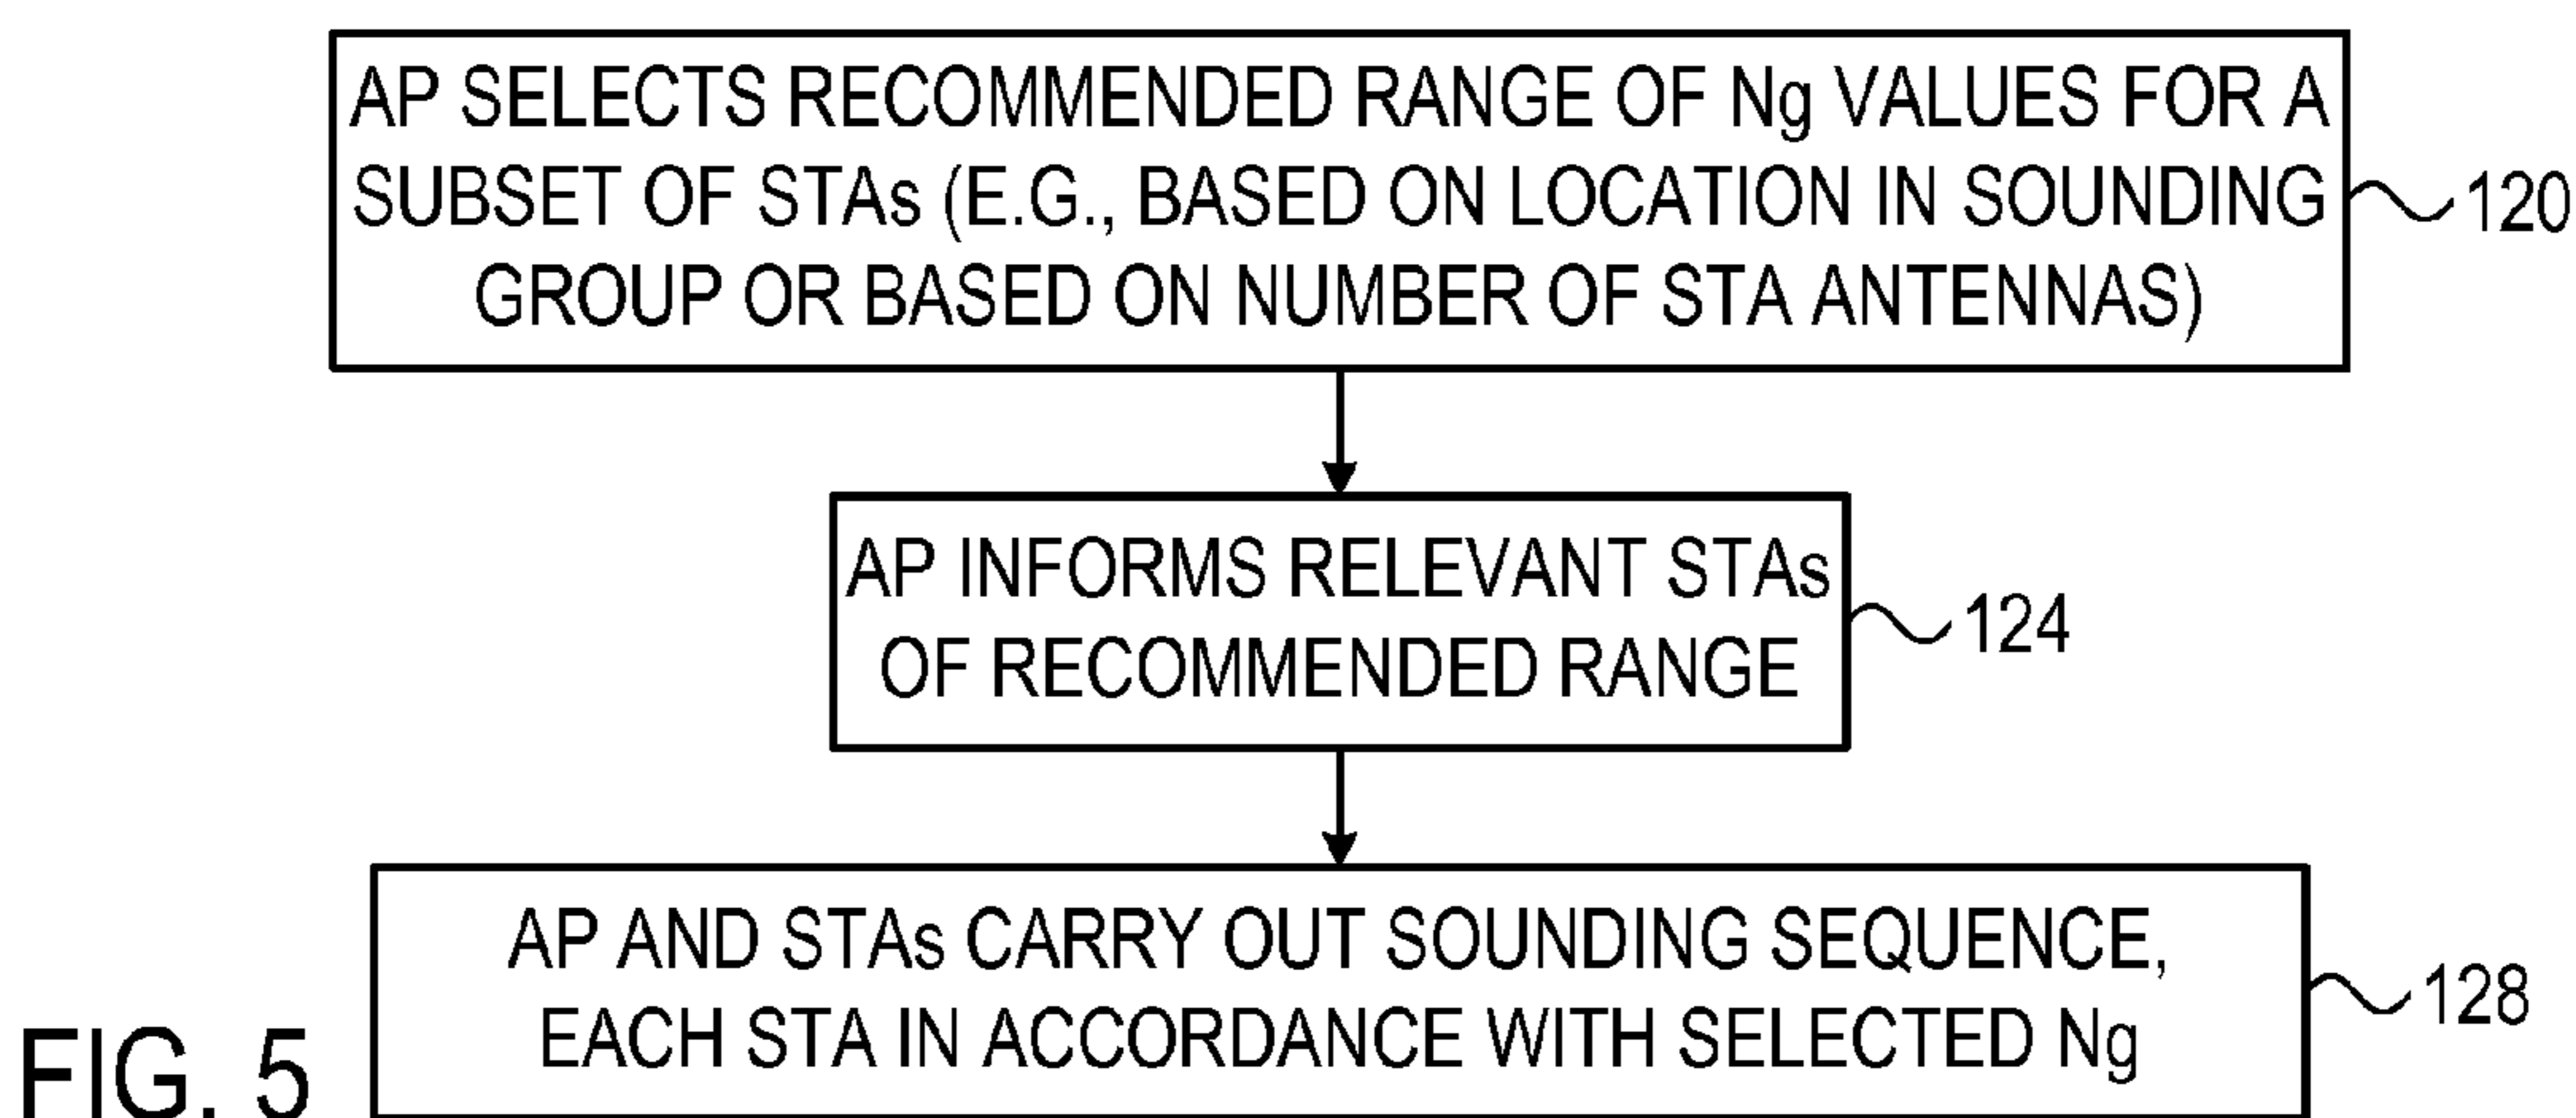 AP SELECTS RECOMMENDED RANGE OF Ng VALUES FOR A
SUBSET OF STAs (E.G., BASED ON LOCATION IN SOUNDING
GROUP OR BASED ON NUMBER OF STA ANTENNAS)
120
AP INFORMS RELEVANT STAs
OF RECOMMENDED RANGE
124
AP AND STAs CARRY OUT SOUNDING SEQUENCE,
EACH STA IN ACCORDANCE WITH SELECTED Ng
128
FIG. 5